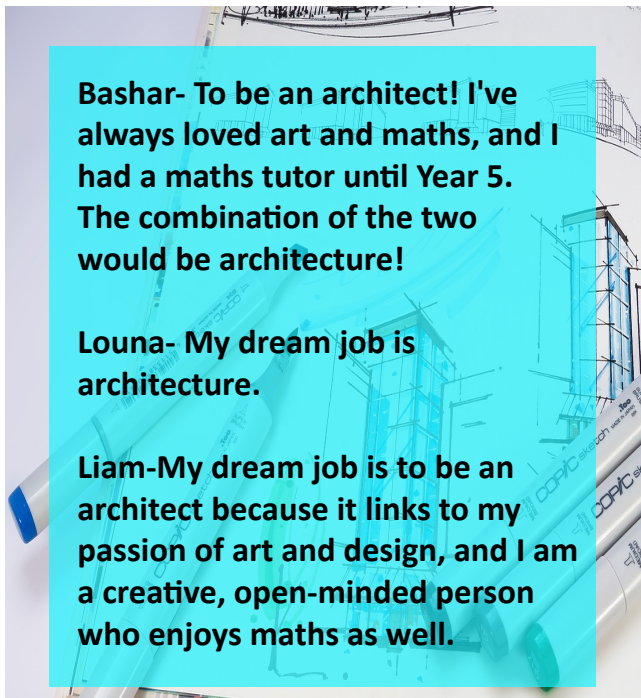 Bashar- To be an architect! I've
always loved art and maths, and I
had a maths tutor until Year 5.
The combination of the two
would be architecture!
Louna- My dream job is
architecture.
Liam-My dream job is to be an
architect because it links to my
passion of art and design, and I am
a creative, open-minded person
who enjoys maths as well.
COPIC sketch
COPIC